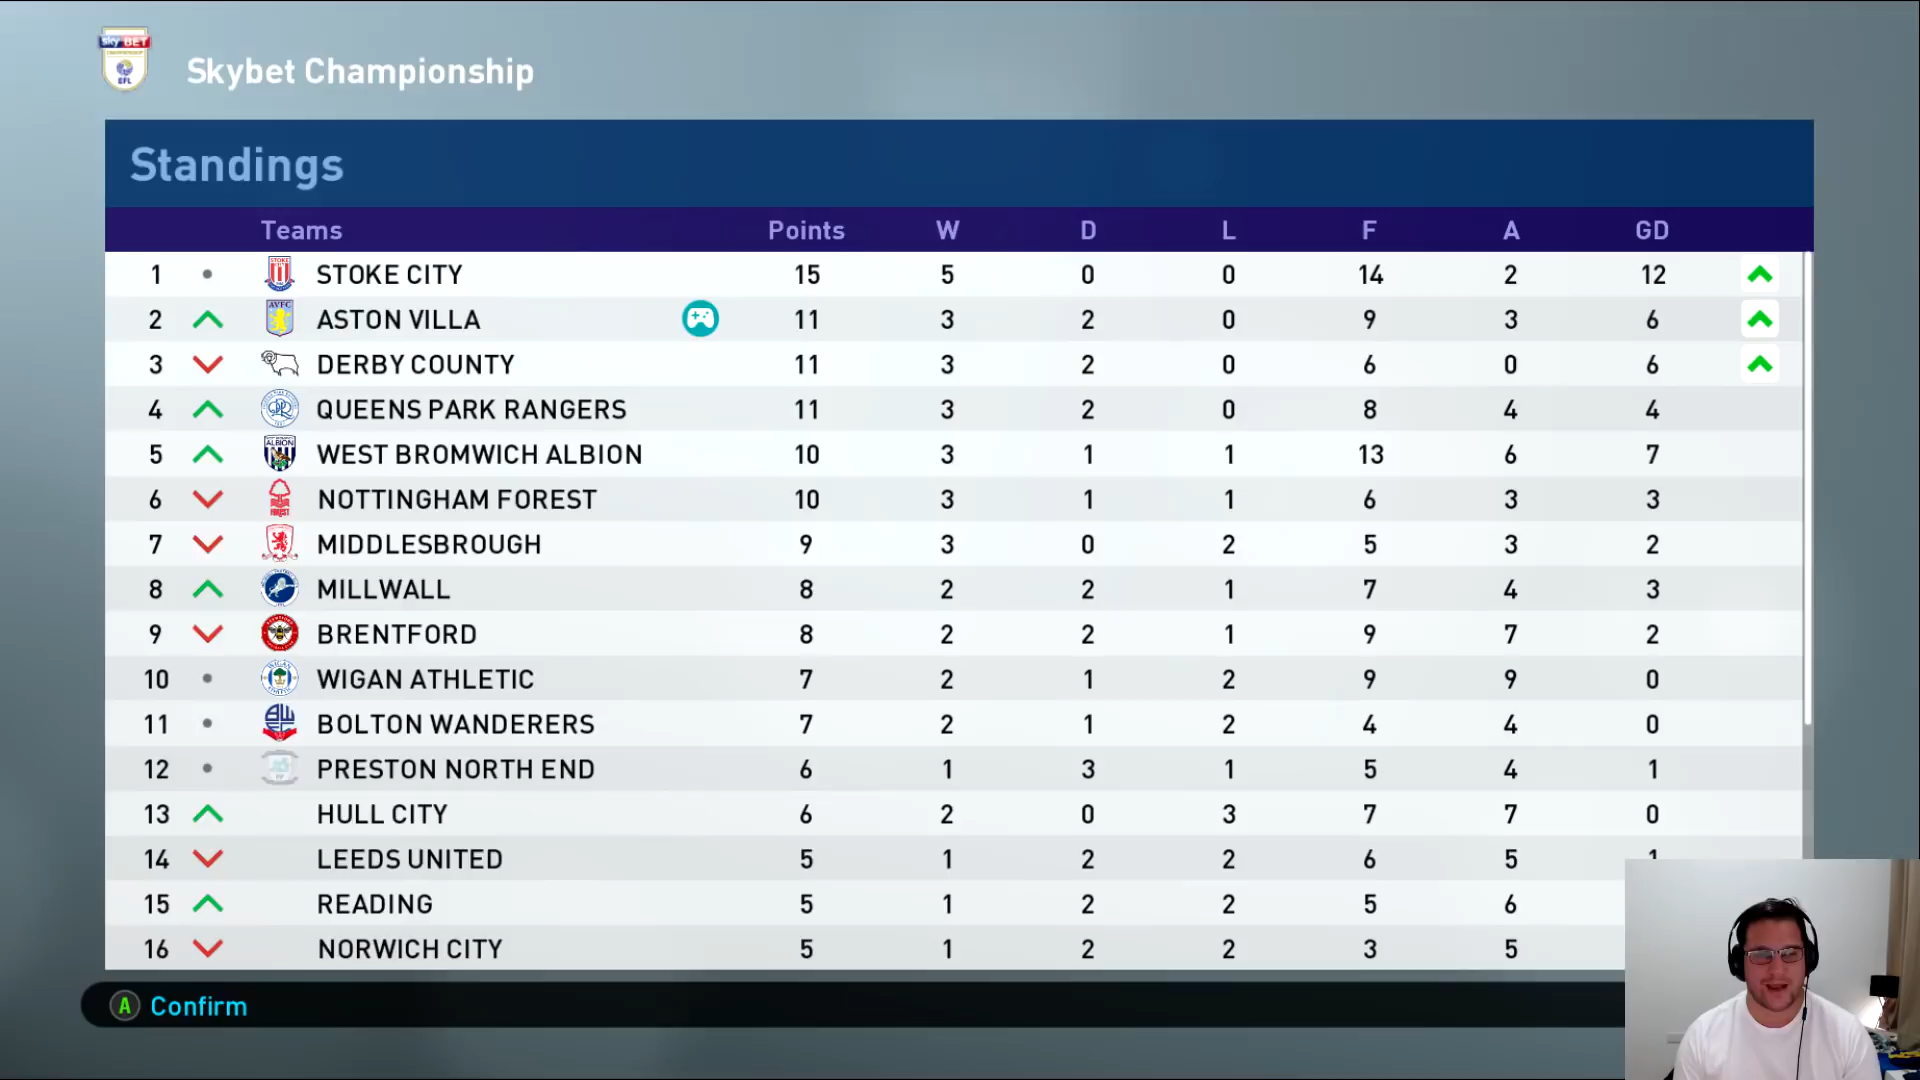 sky BET
CHAMPIONSHIP
EFL
Skybet Championship
Standings
Teams Points W D L F A GD
1 STOKE CITY 15 5 0 0 14 2 12
2 ASTON VILLA 11 3 2 0 9 3 6
3 DERBY COUNTY 11 3 2 0 6 0 6
4 QUEENS PARK RANGERS 11 3 2 0 8 4 4
5 WEST BROMWICH ALBION 10 3 1 1 13 6 7
6 NOTTINGHAM FOREST 10 3 1 1 6 3 3
7 MIDDLESBROUGH 9 3 0 2 5 3 2
8 MILLWALL 8 2 2 1 7 4 3
9 BRENTFORD 8 2 2 1 9 7 2
10 WIGAN ATHLETIC 7 2 1 2 9 9 0
11 BOLTON WANDERERS 7 2 1 2 4 4 0
12 PRESTON NORTH END 6 1 3 1 5 4 1
13 HULL CITY 6 2 0 3 7 7 0
14 LEEDS UNITED 5 1 2 2 6 5 1
15 READING 5 1 2 2 5 6
16 NORWICH CITY 5 1 2 2 3 5
A Confirm